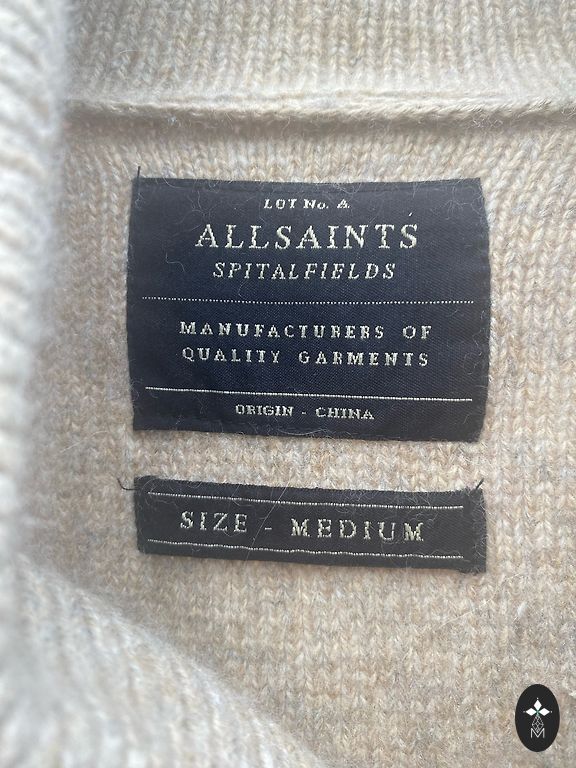 LOT No. A
ALLSAINTS
SPITALFIELDS
MANUFACTURERS OF
QUALITY GARMENTS
ORIGIN - CHINA
SIZE - MEDIUM
M